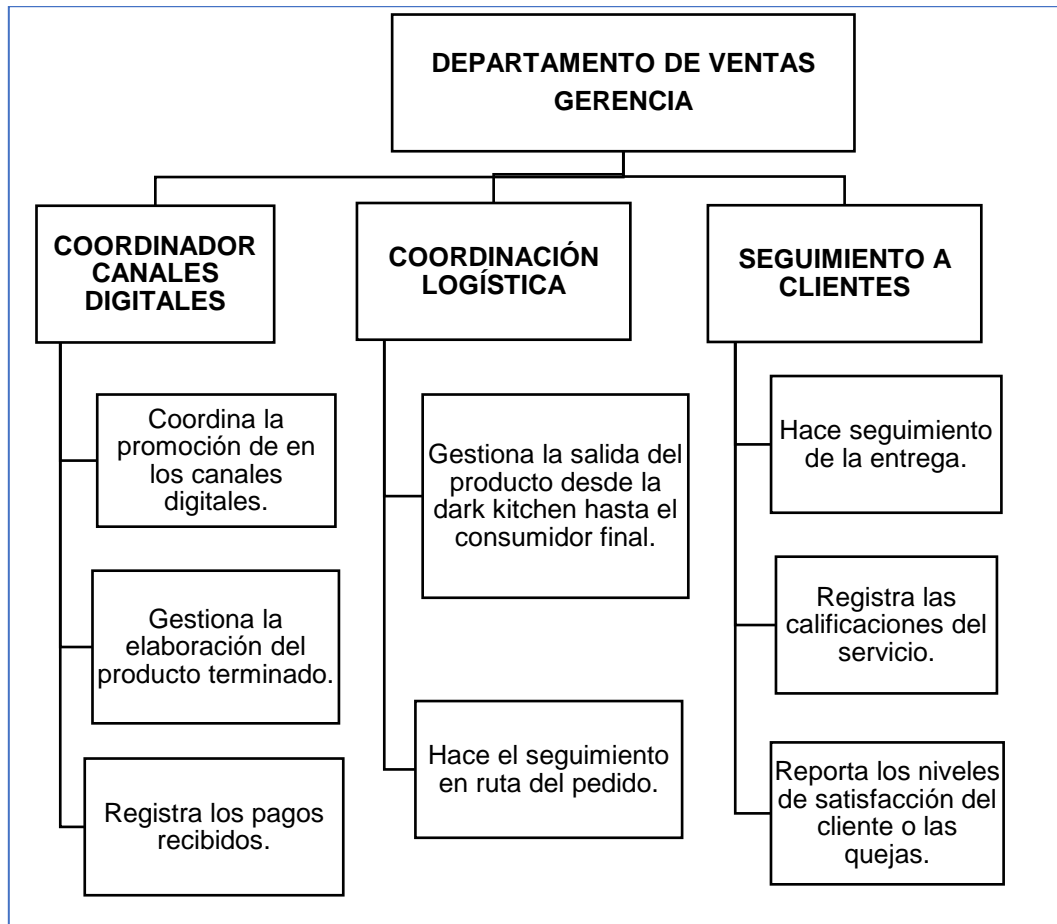 DEPARTAMENTO DE VENTAS
GERENCIA
COORDINADOR
CANALES
DIGITALES
Coordina la
promoción de en
los canales
digitales.
Gestiona la
elaboración del
producto terminado.
Registra los pagos
recibidos.
COORDINACIÓN
LOGÍSTICA
Gestiona la salida del
producto desde la
dark kitchen hasta el
consumidor final.
Hace el seguimiento
en ruta del pedido.
SEGUIMIENTO A
CLIENTES
Hace seguimiento
de la entrega.
Registra las
calificaciones del
servicio.
Reporta los niveles
de satisfacción del
cliente o las
quejas.